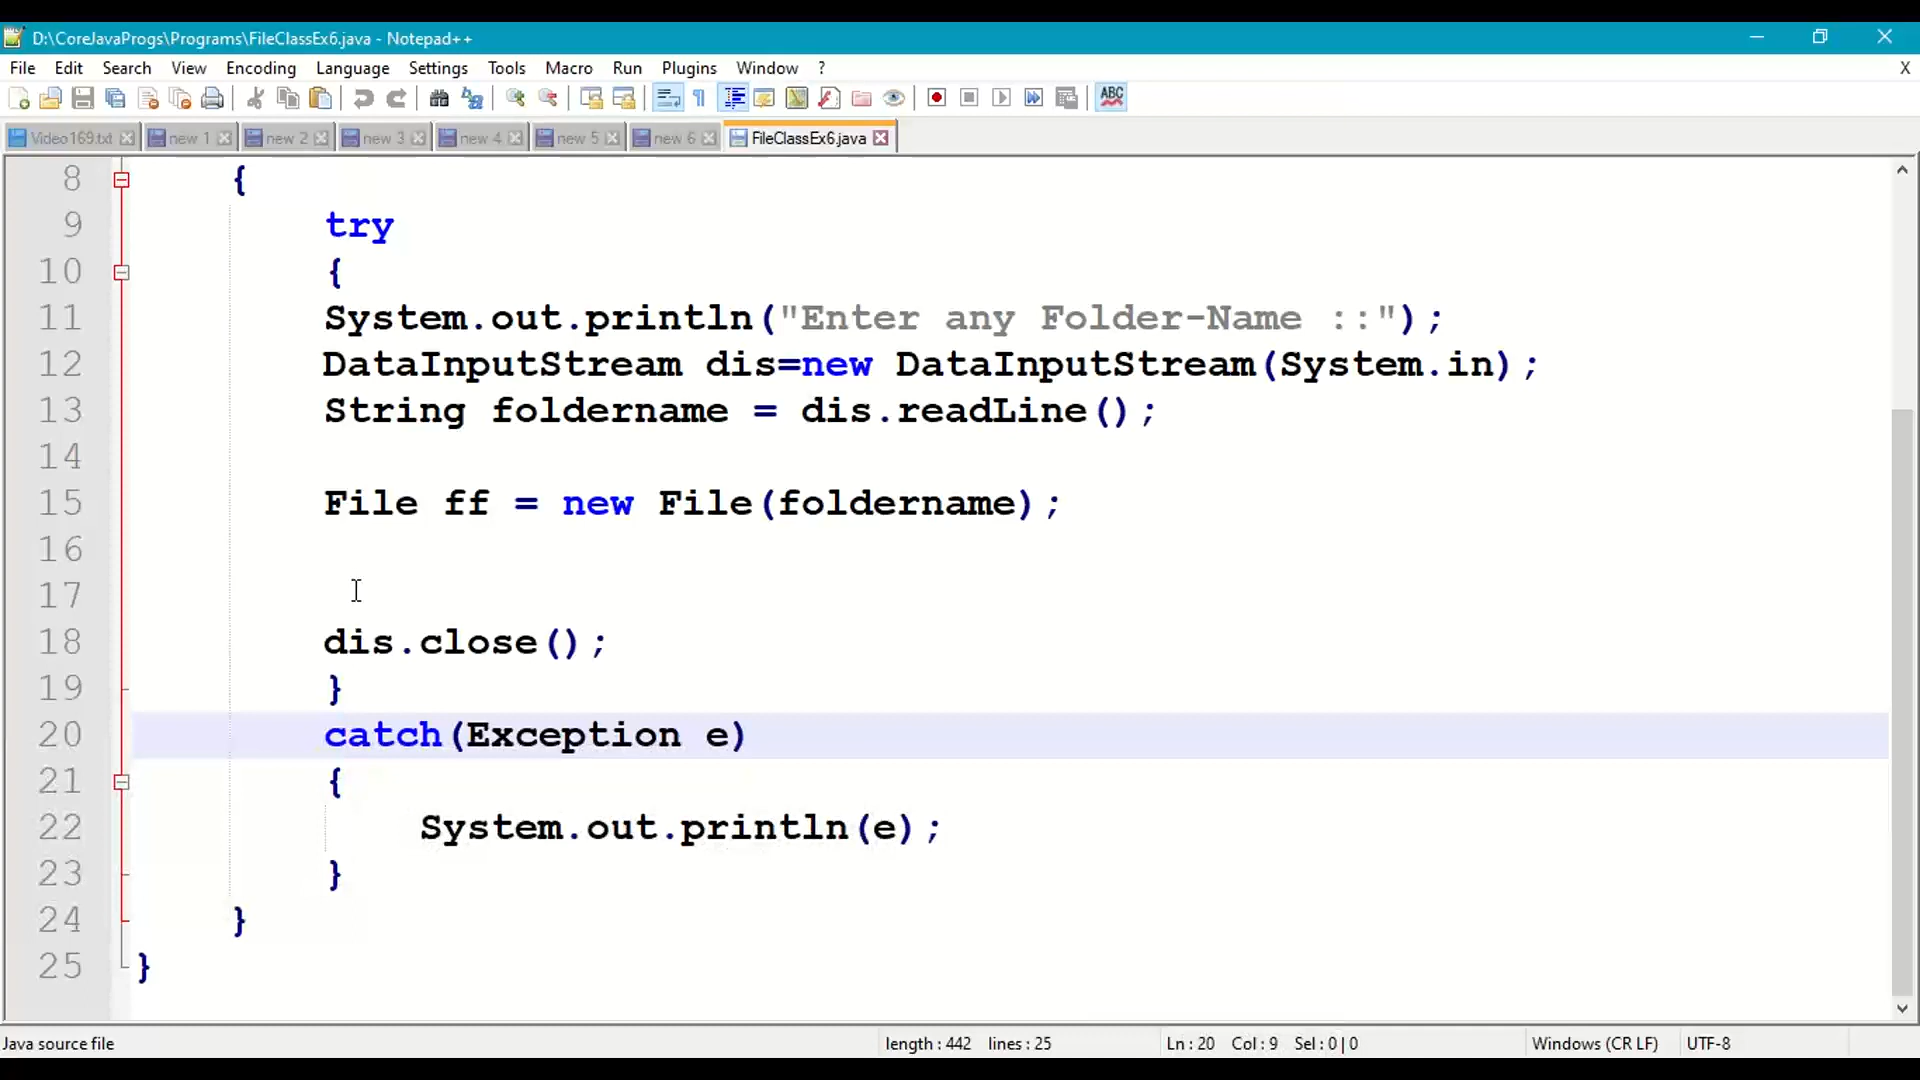 D:\CoreJavaProgs\Programs\FileClassEx6.java - Notepad++
File Edit Search View Encoding Language Settings Tools Macro Run Plugins Window ? X
ABC
Video169.txt new 1 new 2 new 3 new 4 new 5 new 6 FileClassEx6.java
8 {
9 try
10 {
11 System.out.println("Enter any Folder-Name ::");
12 DataInputStream dis=new DataInputStream(System.in);
13 String foldername = dis.readLine();
14
15 File ff = new File(foldername);
16
17
18 dis.close();
19 }
20 catch(Exception e)
21 {
22 System.out.println(e);
23 }
24 }
25 }
Java source file length : 442 lines : 25 Ln : 20 Col : 9 Sel : 0 | 0 Windows (CR LF) UTF-8